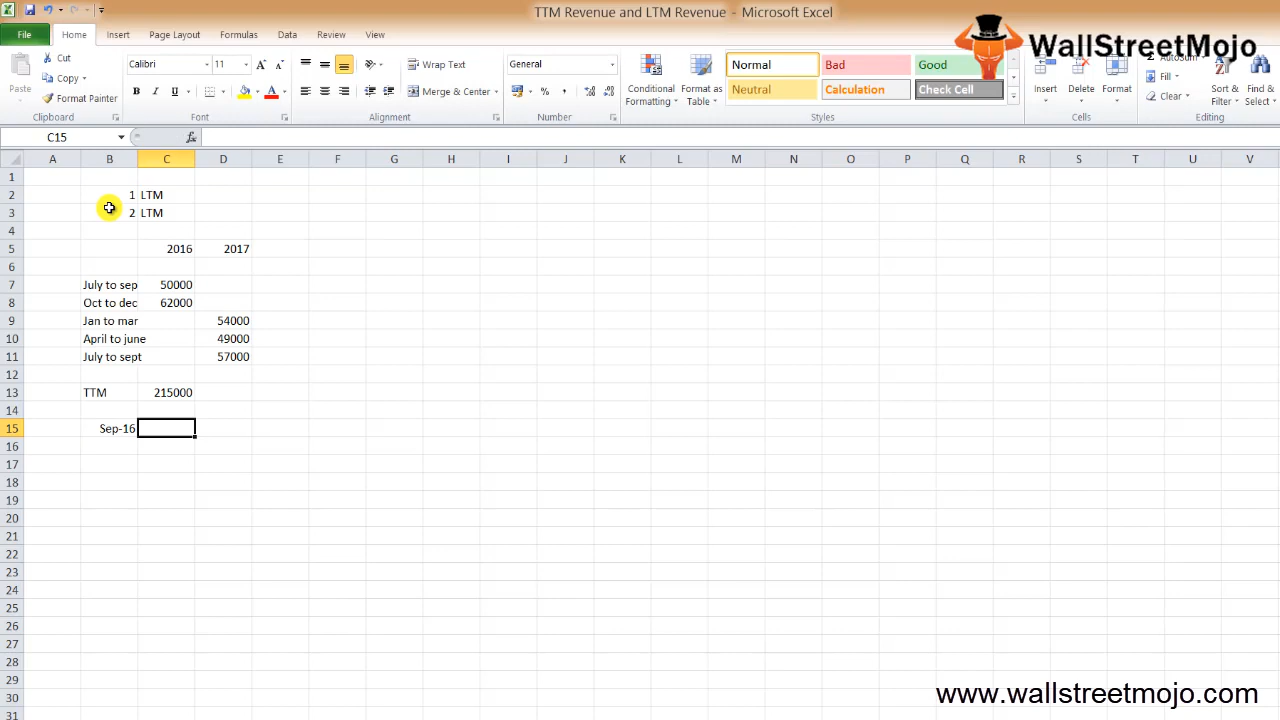 TTM Revenue and LTM Revenue - Microsoft Excel
File Home Insert Page Layout Formulas Data Review View
WallStreetMojo
Paste
Cut
Copy
Format Painter
Clipboard
Calibri 11
B I U
Font
Wrap Text
Merge & Center
Alignment
General
Number
Conditional Formatting
Format as Table
Normal Bad Good
Neutral Calculation Check Cell
Styles
Insert Delete Format
Cells
Autosum
Fill
Clear
Sort & Filter
Find & Select
Editing
C15 fx
A B C D E F G H I J K L M N O P Q R S T U V
1
2 1 LTM
3 2 LTM
4
5 2016 2017
6
7 July to sep 50000
8 Oct to dec 62000
9 Jan to mar 54000
10 April to june 49000
11 July to sept 57000
12
13 TTM 215000
14
15 Sep-16
16
17
18
19
20
21
22
23
24
25
26
27
28
29
30
31
www.wallstreetmojo.com